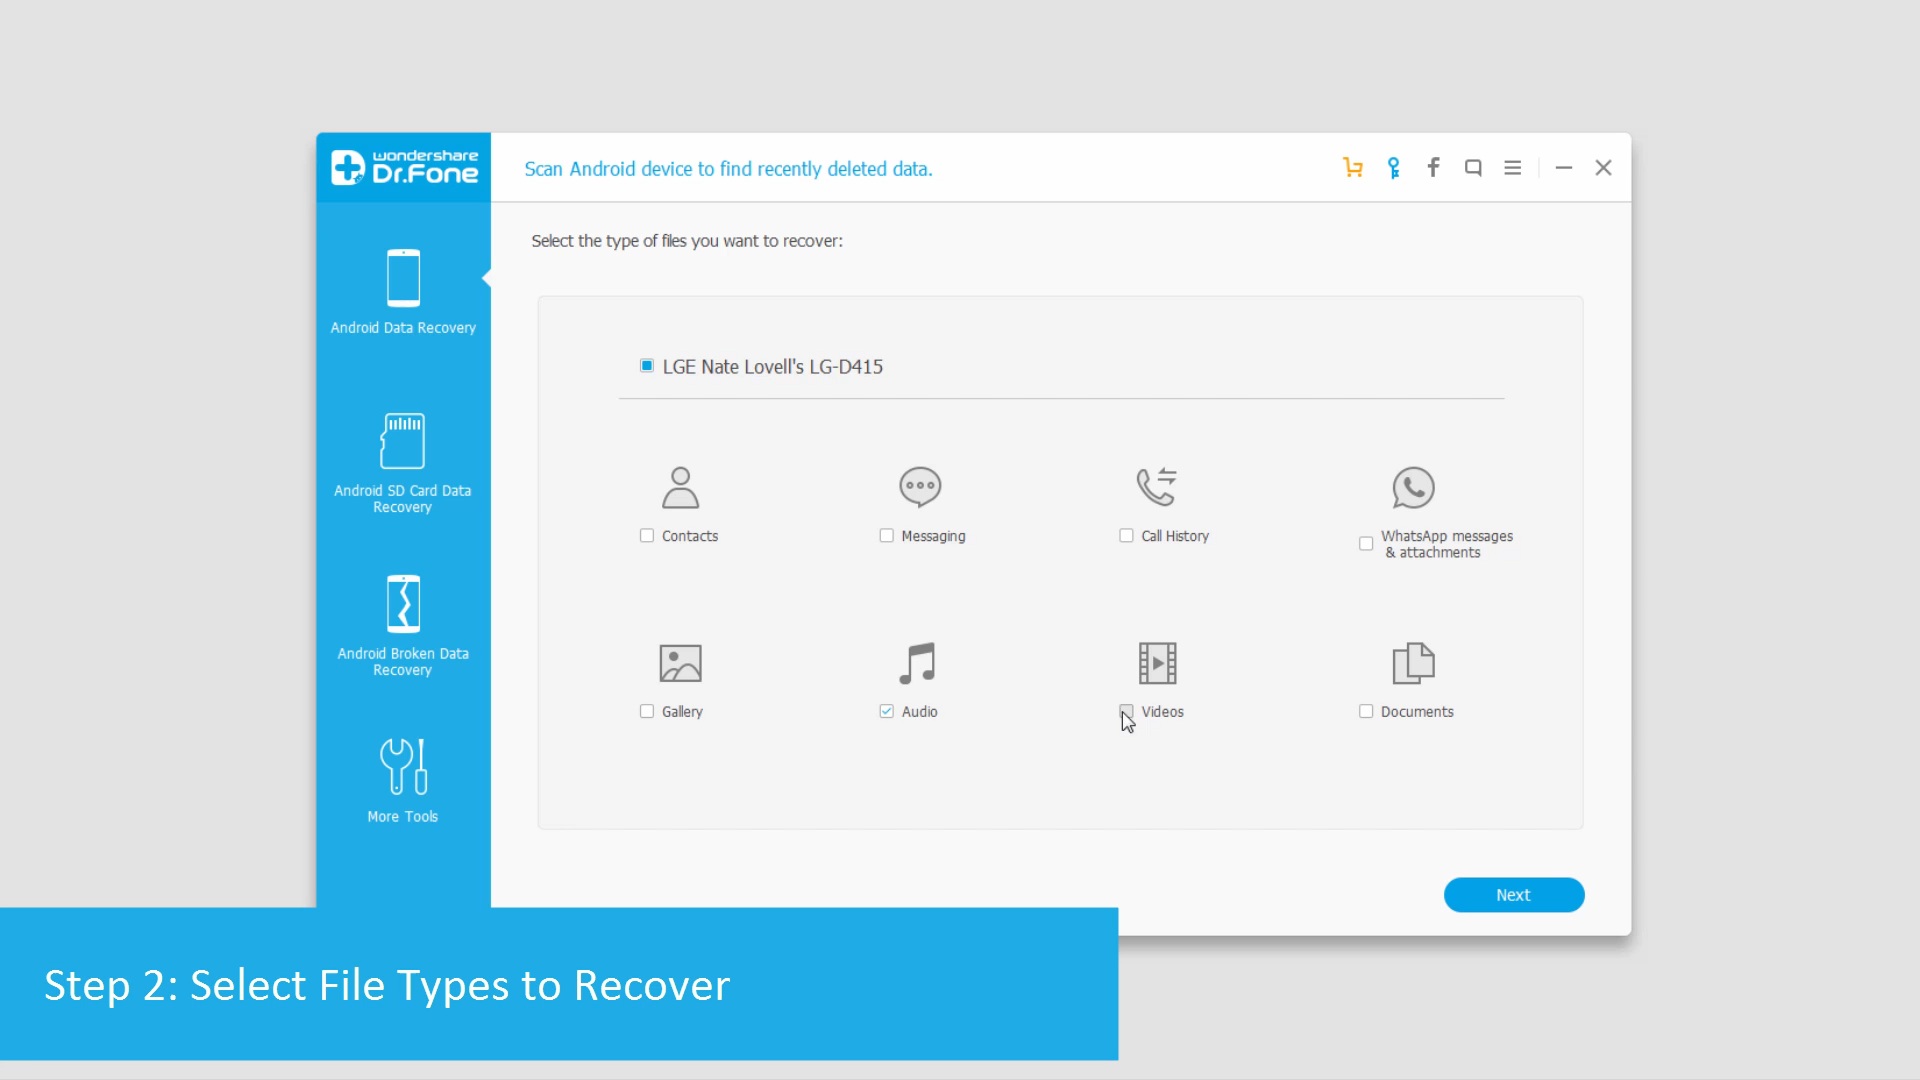 wondershare
Dr.Fone
Scan Android device to find recently deleted data.
Select the type of files you want to recover:
Android Data Recovery
LGE Nate Lovell's LG-D415
Android SD Card Data
Recovery
Contacts
Messaging
Call History
WhatsApp messages
& attachments
Android Broken Data
Recovery
Gallery
Audio
Videos
Documents
More Tools
Next
Step 2: Select File Types to Recover